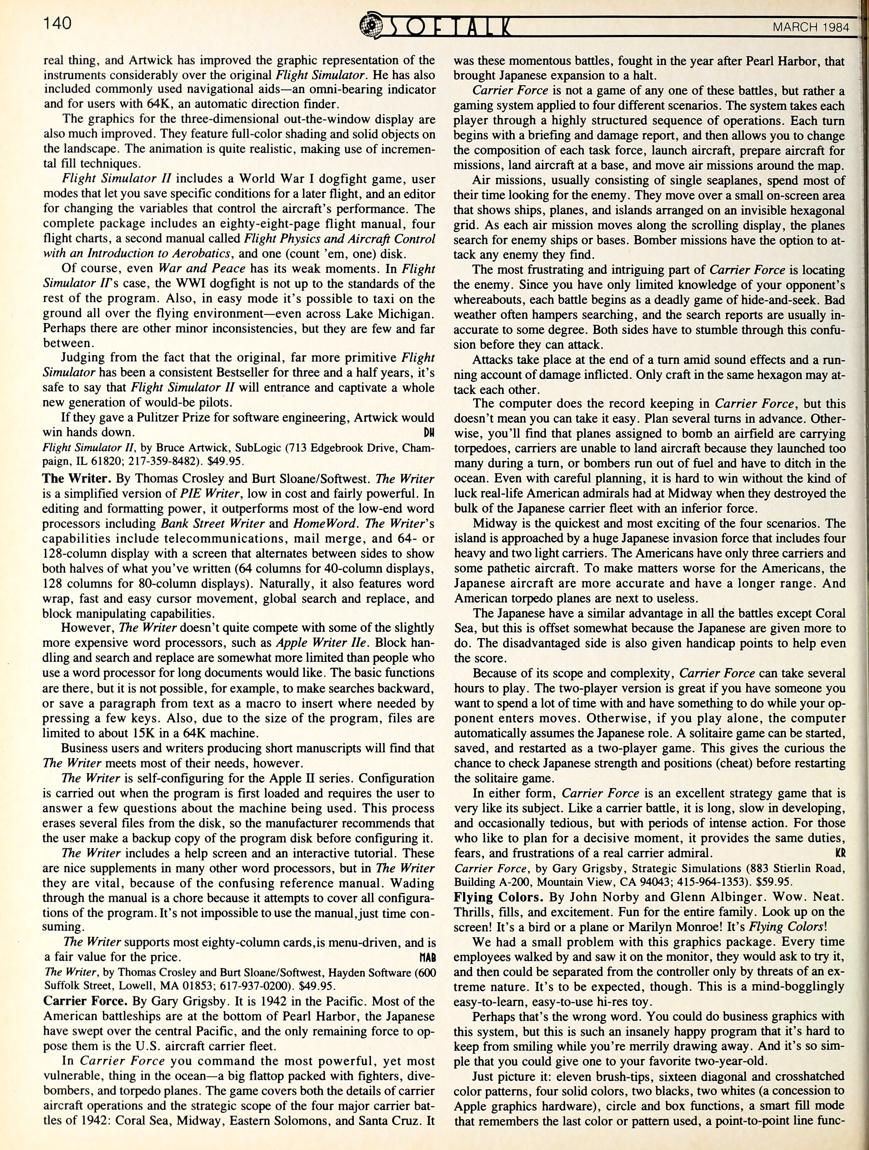 140
SOFTALK
MARCH 1984
real thing, and Artwick has improved the graphic representation of the
instruments considerably over the original Flight Simulator. He has also
included commonly used navigational aids—an omni-bearing indicator
and for users with 64K, an automatic direction finder.
The graphics for the three-dimensional out-the-window display are
also much improved. They feature full-color shading and solid objects on
the landscape. The animation is quite realistic, making use of incremen-
tal fill techniques.
Flight Simulator II includes a World War I dogfight game, user
modes that let you save specific conditions for a later flight, and an editor
for changing the variables that control the aircraft's performance. The
complete package includes an eighty-eight-page flight manual, four
flight charts, a second manual called Flight Physics and Aircraft Control
with an Introduction to Aerobatics, and one (count 'em, one) disk.
Of course, even War and Peace has its weak moments. In Flight
Simulator II's case, the WWI dogfight is not up to the standards of the
rest of the program. Also, in easy mode it's possible to taxi on the
ground all over the flying environment—even across Lake Michigan.
Perhaps there are other minor inconsistencies, but they are few and far
between.
Judging from the fact that the original, far more primitive Flight
Simulator has been a consistent Bestseller for three and a half years, it's
safe to say that Flight Simulator II will entrance and captivate a whole
new generation of would-be pilots.
If they gave a Pulitzer Prize for software engineering, Artwick would
win hands down. DH
Flight Simulator II, by Bruce Artwick, SubLogic (713 Edgebrook Drive, Cham-
paign, IL 61820; 217-359-8482). $49.95.
The Writer. By Thomas Crosley and Burt Sloane/Softwest. The Writer
is a simplified version of PIE Writer, low in cost and fairly powerful. In
editing and formatting power, it outperforms most of the low-end word
processors including Bank Street Writer and HomeWord. The Writer's
capabilities include telecommunications, mail merge, and 64- or
128-column display with a screen that alternates between sides to show
both halves of what you've written (64 columns for 40-column displays,
128 columns for 80-column displays). Naturally, it also features word
wrap, fast and easy cursor movement, global search and replace, and
block manipulating capabilities.
However, The Writer doesn't quite compete with some of the slightly
more expensive word processors, such as Apple Writer IIe. Block han-
dling and search and replace are somewhat more limited than people who
use a word processor for long documents would like. The basic functions
are there, but it is not possible, for example, to make searches backward,
or save a paragraph from text as a macro to insert where needed by
pressing a few keys. Also, due to the size of the program, files are
limited to about 15K in a 64K machine.
Business users and writers producing short manuscripts will find that
The Writer meets most of their needs, however.
The Writer is self-configuring for the Apple II series. Configuration
is carried out when the program is first loaded and requires the user to
answer a few questions about the machine being used. This process
erases several files from the disk, so the manufacturer recommends that
the user make a backup copy of the program disk before configuring it.
The Writer includes a help screen and an interactive tutorial. These
are nice supplements in many other word processors, but in The Writer
they are vital, because of the confusing reference manual. Wading
through the manual is a chore because it attempts to cover all configura-
tions of the program. It's not impossible to use the manual, just time con-
suming.
The Writer supports most eighty-column cards, is menu-driven, and is
a fair value for the price. MAB
The Writer, by Thomas Crosley and Burt Sloane/Softwest, Hayden Software (600
Suffolk Street, Lowell, MA 01853; 617-937-0200). $49.95.
Carrier Force. By Gary Grigsby. It is 1942 in the Pacific. Most of the
American battleships are at the bottom of Pearl Harbor, the Japanese
have swept over the central Pacific, and the only remaining force to op-
pose them is the U.S. aircraft carrier fleet.
In Carrier Force you command the most powerful, yet most
vulnerable, thing in the ocean—a big flattop packed with fighters, dive-
bombers, and torpedo planes. The game covers both the details of carrier
aircraft operations and the strategic scope of the four major carrier bat-
tles of 1942: Coral Sea, Midway, Eastern Solomons, and Santa Cruz. It
was these momentous battles, fought in the year after Pearl Harbor, that
brought Japanese expansion to a halt.
Carrier Force is not a game of any one of these battles, but rather a
gaming system applied to four different scenarios. The system takes each
player through a highly structured sequence of operations. Each turn
begins with a briefing and damage report, and then allows you to change
the composition of each task force, launch aircraft, prepare aircraft for
missions, land aircraft at a base, and move air missions around the map.
Air missions, usually consisting of single seaplanes, spend most of
their time looking for the enemy. They move over a small on-screen area
that shows ships, planes, and islands arranged on an invisible hexagonal
grid. As each air mission moves along the scrolling display, the planes
search for enemy ships or bases. Bomber missions have the option to at-
tack any enemy they find.
The most frustrating and intriguing part of Carrier Force is locating
the enemy. Since you have only limited knowledge of your opponent's
whereabouts, each battle begins as a deadly game of hide-and-seek. Bad
weather often hampers searching, and the search reports are usually in-
accurate to some degree. Both sides have to stumble through this confu-
sion before they can attack.
Attacks take place at the end of a turn amid sound effects and a run-
ning account of damage inflicted. Only craft in the same hexagon may at-
tack each other.
The computer does the record keeping in Carrier Force, but this
doesn't mean you can take it easy. Plan several turns in advance. Other-
wise, you'll find that planes assigned to bomb an airfield are carrying
torpedoes, carriers are unable to land aircraft because they launched too
many during a turn, or bombers run out of fuel and have to ditch in the
ocean. Even with careful planning, it is hard to win without the kind of
luck real-life American admirals had at Midway when they destroyed the
bulk of the Japanese carrier fleet with an inferior force.
Midway is the quickest and most exciting of the four scenarios. The
island is approached by a huge Japanese invasion force that includes four
heavy and two light carriers. The Americans have only three carriers and
some pathetic aircraft. To make matters worse for the Americans, the
Japanese aircraft are more accurate and have a longer range. And
American torpedo planes are next to useless.
The Japanese have a similar advantage in all the battles except Coral
Sea, but this is offset somewhat because the Japanese are given more to
do. The disadvantaged side is also given handicap points to help even
the score.
Because of its scope and complexity, Carrier Force can take several
hours to play. The two-player version is great if you have someone you
want to spend a lot of time with and have something to do while your op-
ponent enters moves. Otherwise, if you play alone, the computer
automatically assumes the Japanese role. A solitaire game can be started,
saved, and restarted as a two-player game. This gives the curious the
chance to check Japanese strength and positions (cheat) before restarting
the solitaire game.
In either form, Carrier Force is an excellent strategy game that is
very like its subject. Like a carrier battle, it is long, slow in developing,
and occasionally tedious, but with periods of intense action. For those
who like to plan for a decisive moment, it provides the same duties,
fears, and frustrations of a real carrier admiral. KR
Carrier Force, by Gary Grigsby, Strategic Simulations (883 Stierlin Road,
Building A-200, Mountain View, CA 94043; 415-964-1353). $59.95.
Flying Colors. By John Norby and Glenn Albinger. Wow. Neat.
Thrills, fills, and excitement. Fun for the entire family. Look up on the
screen! It's a bird or a plane or Marilyn Monroe! It's Flying Colors!
We had a small problem with this graphics package. Every time
employees walked by and saw it on the monitor, they would ask to try it,
and then could be separated from the controller only by threats of an ex-
treme nature. It's to be expected, though. This is a mind-bogglingly
easy-to-learn, easy-to-use hi-res toy.
Perhaps that's the wrong word. You could do business graphics with
this system, but this is such an insanely happy program that it's hard to
keep from smiling while you're merrily drawing away. And it's so sim-
ple that you could give one to your favorite two-year-old.
Just picture it: eleven brush-tips, sixteen diagonal and crosshatched
color patterns, four solid colors, two blacks, two whites (a concession to
Apple graphics hardware), circle and box functions, a smart fill mode
that remembers the last color or pattern used, a point-to-point line func-